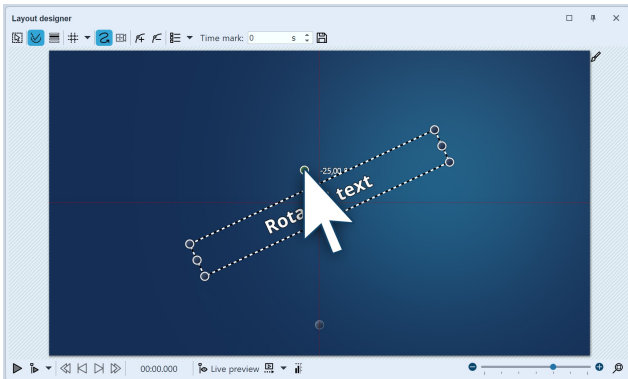 Layout designer
Time mark: 0 s
-25,00 °
Rota text
00:00.000 Live preview